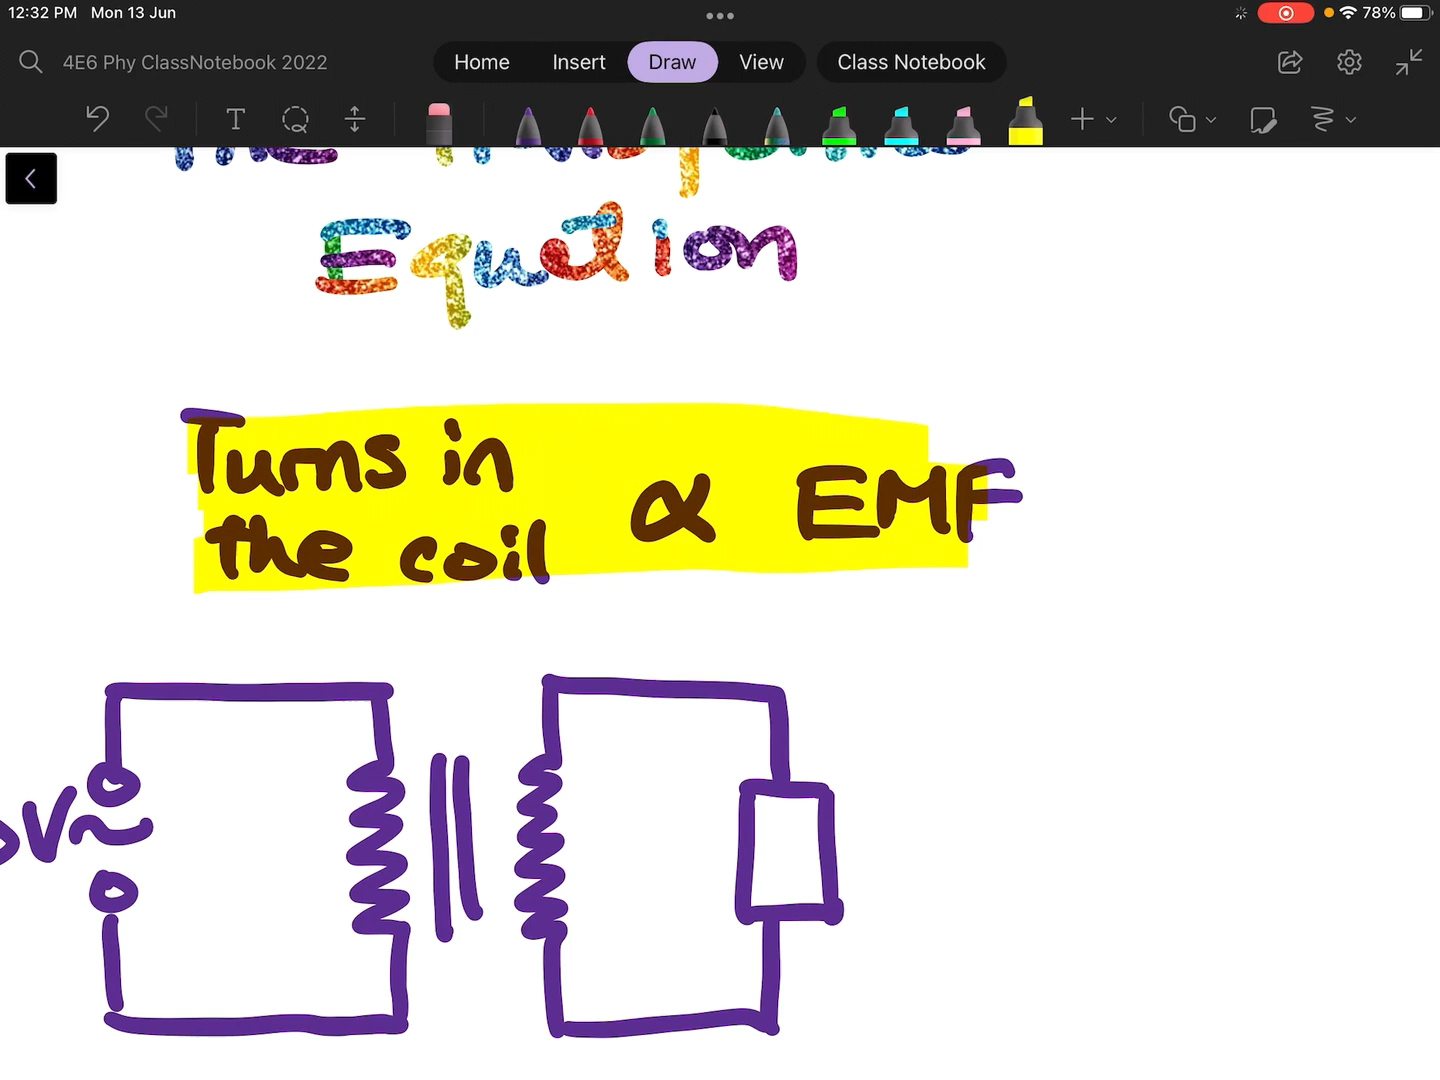 12:32 PM Mon 13 Jun
78%
4E6 Phy ClassNotebook 2022
Home Insert Draw View Class Notebook
T
Equation
Turns in
the coil ∝ EMF
V~